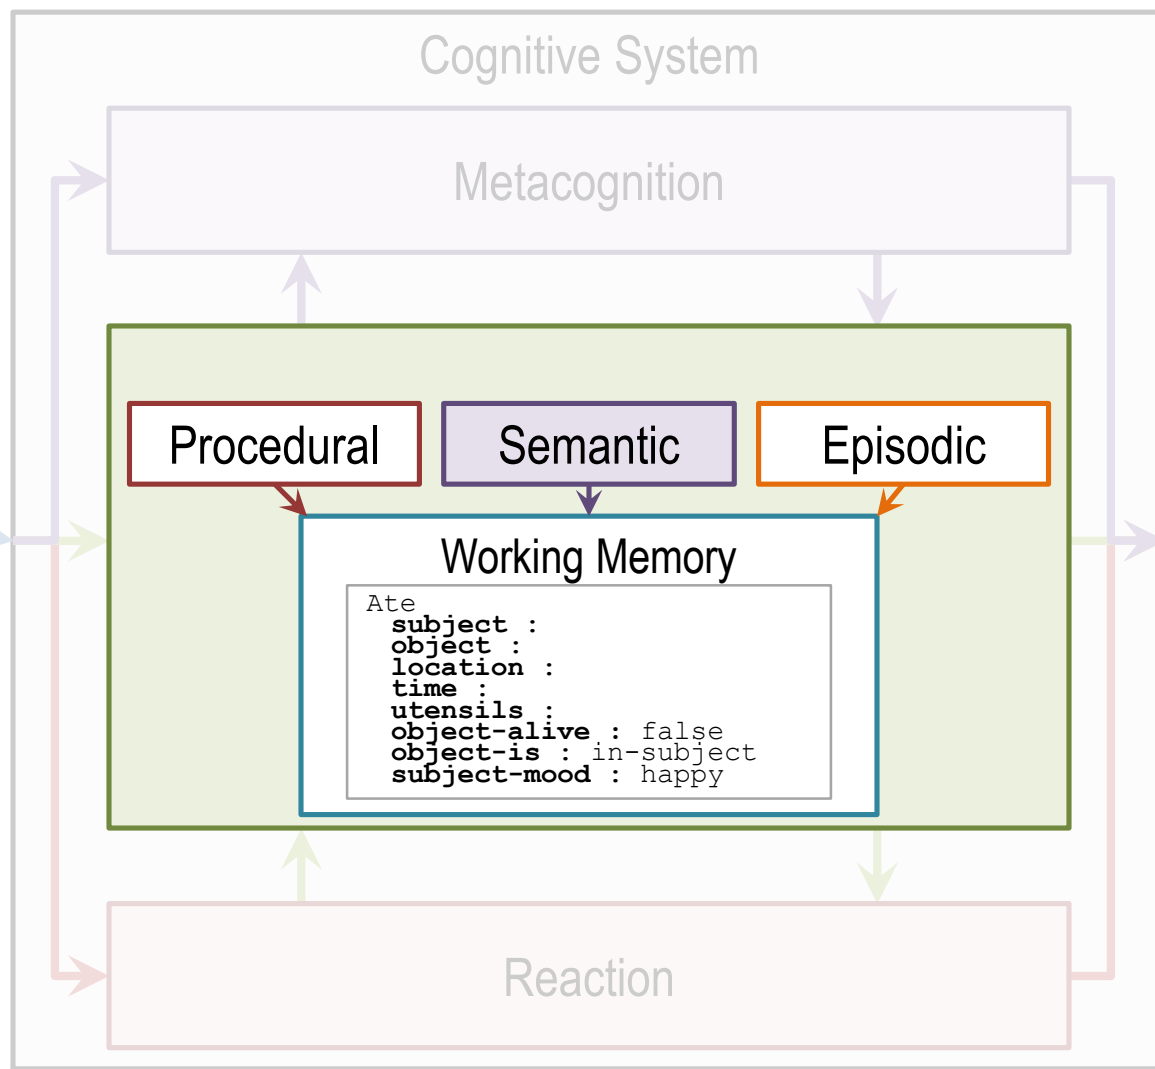 Cognitive System
Metacognition
Procedural
Semantic
Episodic
Working Memory
Ate
subject :
object :
location :
time :
utensils :
object-alive : false
object-is : in-subject
subject-mood : happy
Reaction